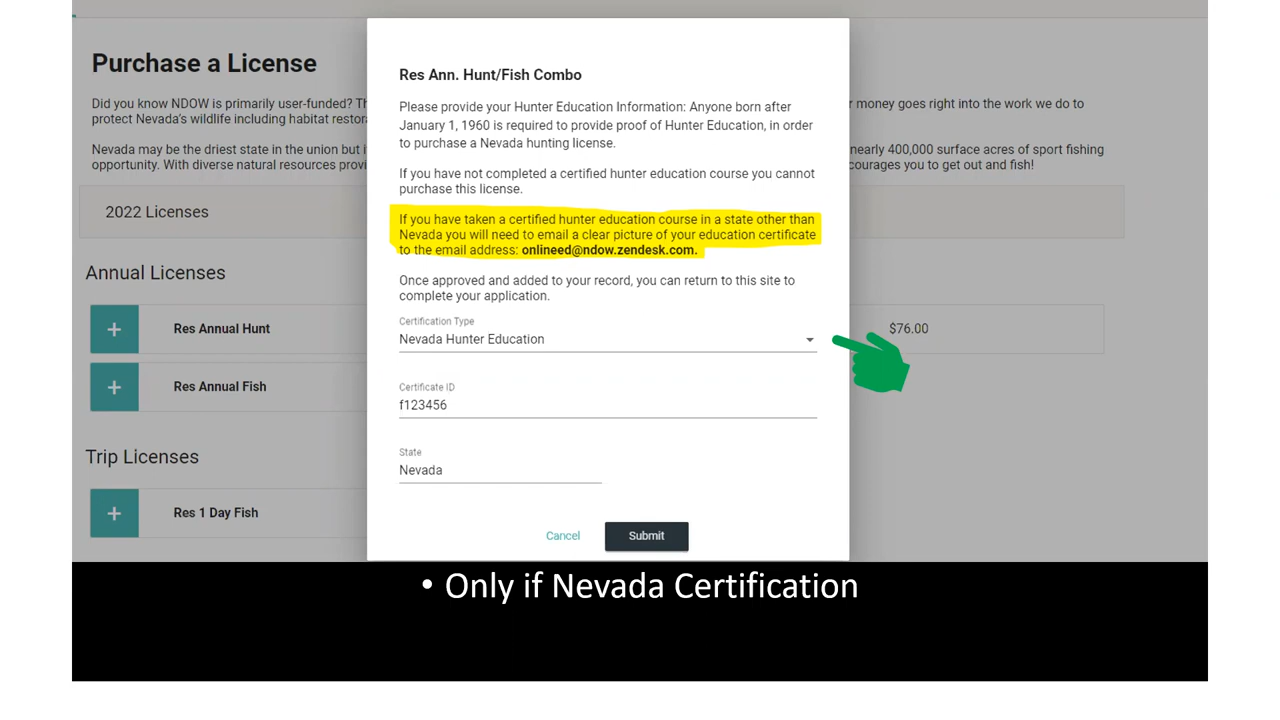 Purchase a License
Did you know NDOW is primarily user-funded?
r money goes right into the work we do to
protect Nevada's wildlife including habitat
Nevada may be the driest state in the union but
nearly 400,000 surface acres of sport fishing
opportunity. With diverse natural resources
courages you to get out and fish!
2022 Licenses
Annual Licenses
+ Res Annual Hunt
$76.00
+ Res Annual Fish
Trip Licenses
+ Res 1 Day Fish
Res Ann. Hunt/Fish Combo
Please provide your Hunter Education Information: Anyone born after
January 1, 1960 is required to provide proof of Hunter Education, in order
to purchase a Nevada hunting license.
If you have not completed a certified hunter education course you cannot
purchase this license.
If you have taken a certified hunter education course in a state other than
Nevada you will need to email a clear picture of your education certificate
to the email address: onlineed@ndow.zendesk.com.
Once approved and added to your record, you can return to this site to
complete your application.
Certification Type
Nevada Hunter Education
Certificate ID
f123456
State
Nevada
Cancel Submit
• Only if Nevada Certification